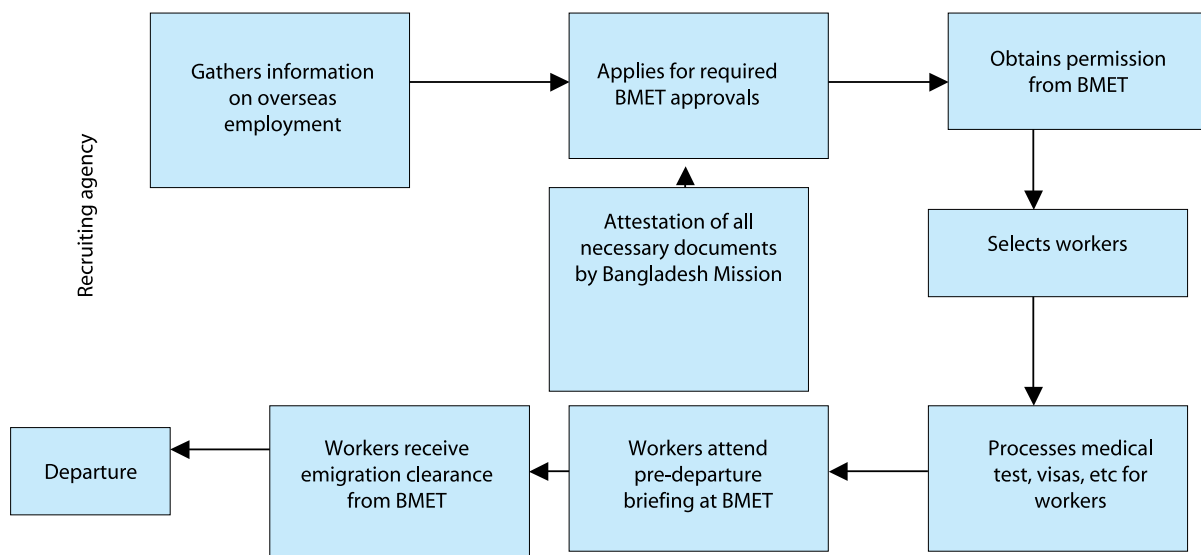 Recruiting agency
Gathers information
on overseas
employment
Applies for required
BMET approvals
Obtains permission
from BMET
Attestation of all
necessary documents
by Bangladesh Mission
Selects workers
Processes medical
test, visas, etc for
workers
Workers attend
pre-departure
briefing at BMET
Workers receive
emigration clearance
from BMET
Departure